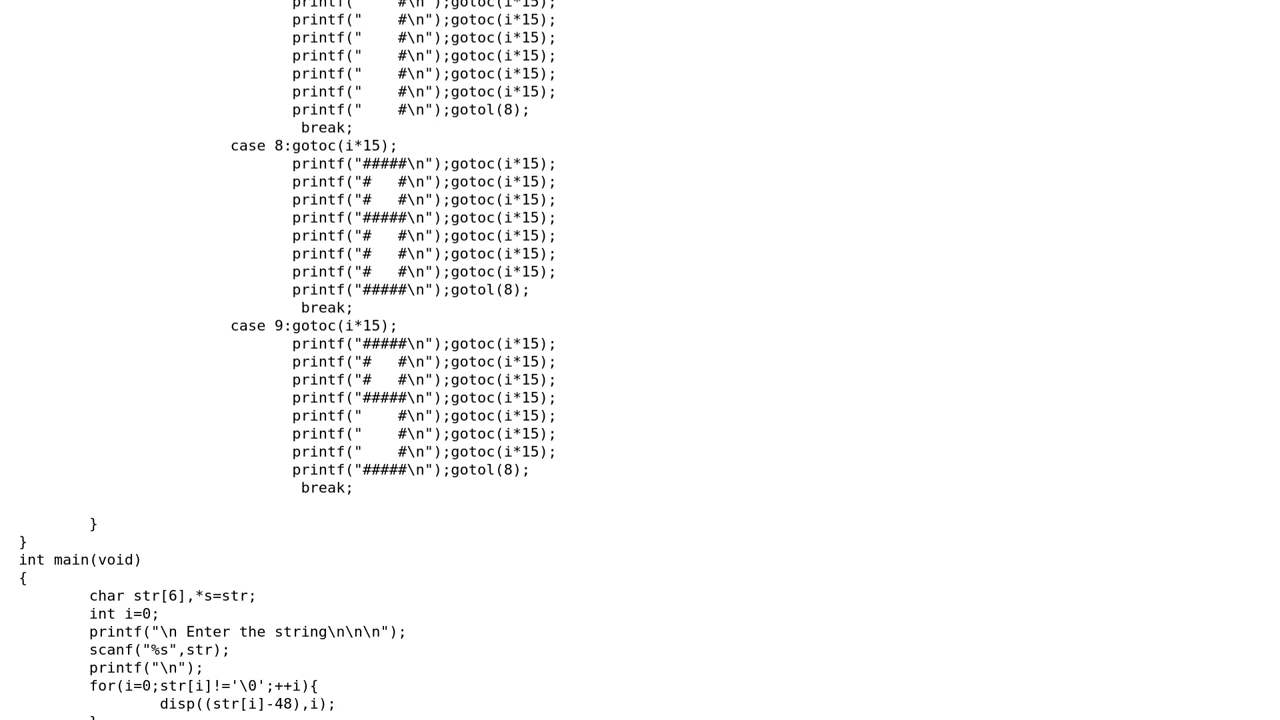 printf("    #\n");gotoc(i*15);
                               printf("    #\n");gotoc(i*15);
                               printf("    #\n");gotoc(i*15);
                               printf("    #\n");gotoc(i*15);
                               printf("    #\n");gotoc(i*15);
                               printf("    #\n");gotoc(i*15);
                               printf("    #\n");gotol(8);
                                break;
                        case 8:gotoc(i*15);
                               printf("#####\n");gotoc(i*15);
                               printf("#   #\n");gotoc(i*15);
                               printf("#   #\n");gotoc(i*15);
                               printf("#####\n");gotoc(i*15);
                               printf("#   #\n");gotoc(i*15);
                               printf("#   #\n");gotoc(i*15);
                               printf("#   #\n");gotoc(i*15);
                               printf("#####\n");gotol(8);
                                break;
                        case 9:gotoc(i*15);
                               printf("#####\n");gotoc(i*15);
                               printf("#   #\n");gotoc(i*15);
                               printf("#   #\n");gotoc(i*15);
                               printf("#####\n");gotoc(i*15);
                               printf("    #\n");gotoc(i*15);
                               printf("    #\n");gotoc(i*15);
                               printf("    #\n");gotoc(i*15);
                               printf("#####\n");gotol(8);
                                break;

        }
}
int main(void)
{
        char str[6],*s=str;
        int i=0;
        printf("\n Enter the string\n\n\n");
        scanf("%s",str);
        printf("\n");
        for(i=0;str[i]!='\0';++i){
                disp((str[i]-48),i);
        }